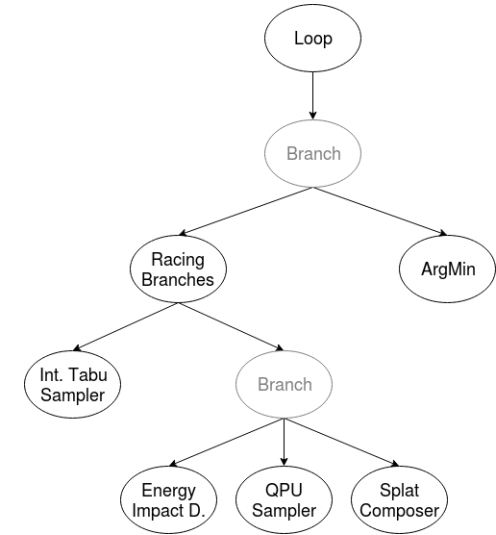 Loop
Branch
Racing
Branches
ArgMin
Int. Tabu
Sampler
Branch
Energy
Impact D.
QPU
Sampler
Splat
Composer